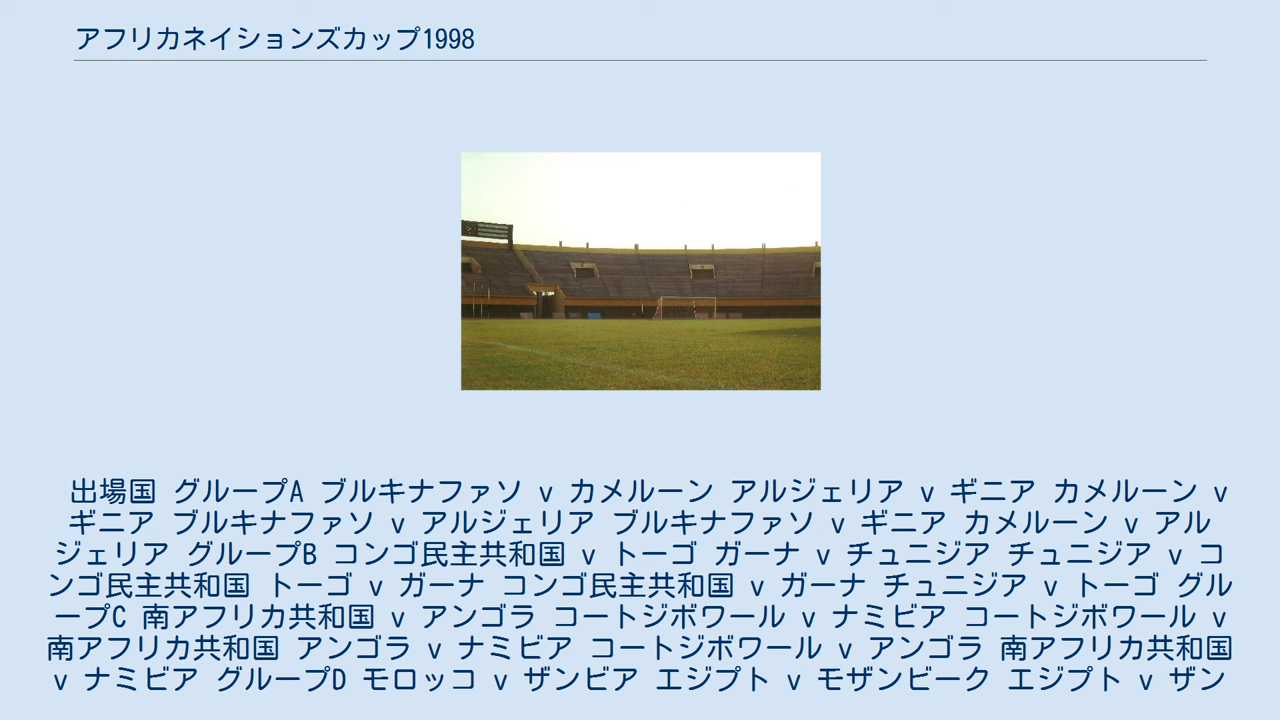 アフリカネイションズカップ1998
出場国 グループA ブルキナファソ v カメルーン アルジェリア v ギニア カメルーン v
ギニア ブルキナファソ v アルジェリア ブルキナファソ v ギニア カメルーン v アル
ジェリア グループB コンゴ民主共和国 v トーゴ ガーナ v チュニジア チュニジア v コ
ンゴ民主共和国 トーゴ v ガーナ コンゴ民主共和国 v ガーナ チュニジア v トーゴ グル
ープC 南アフリカ共和国 v アンゴラ コートジボワール v ナミビア コートジボワール v
南アフリカ共和国 アンゴラ v ナミビア コートジボワール v アンゴラ 南アフリカ共和国
v ナミビア グループD モロッコ v ザンビア エジプト v モザンビーク エジプト v ザン